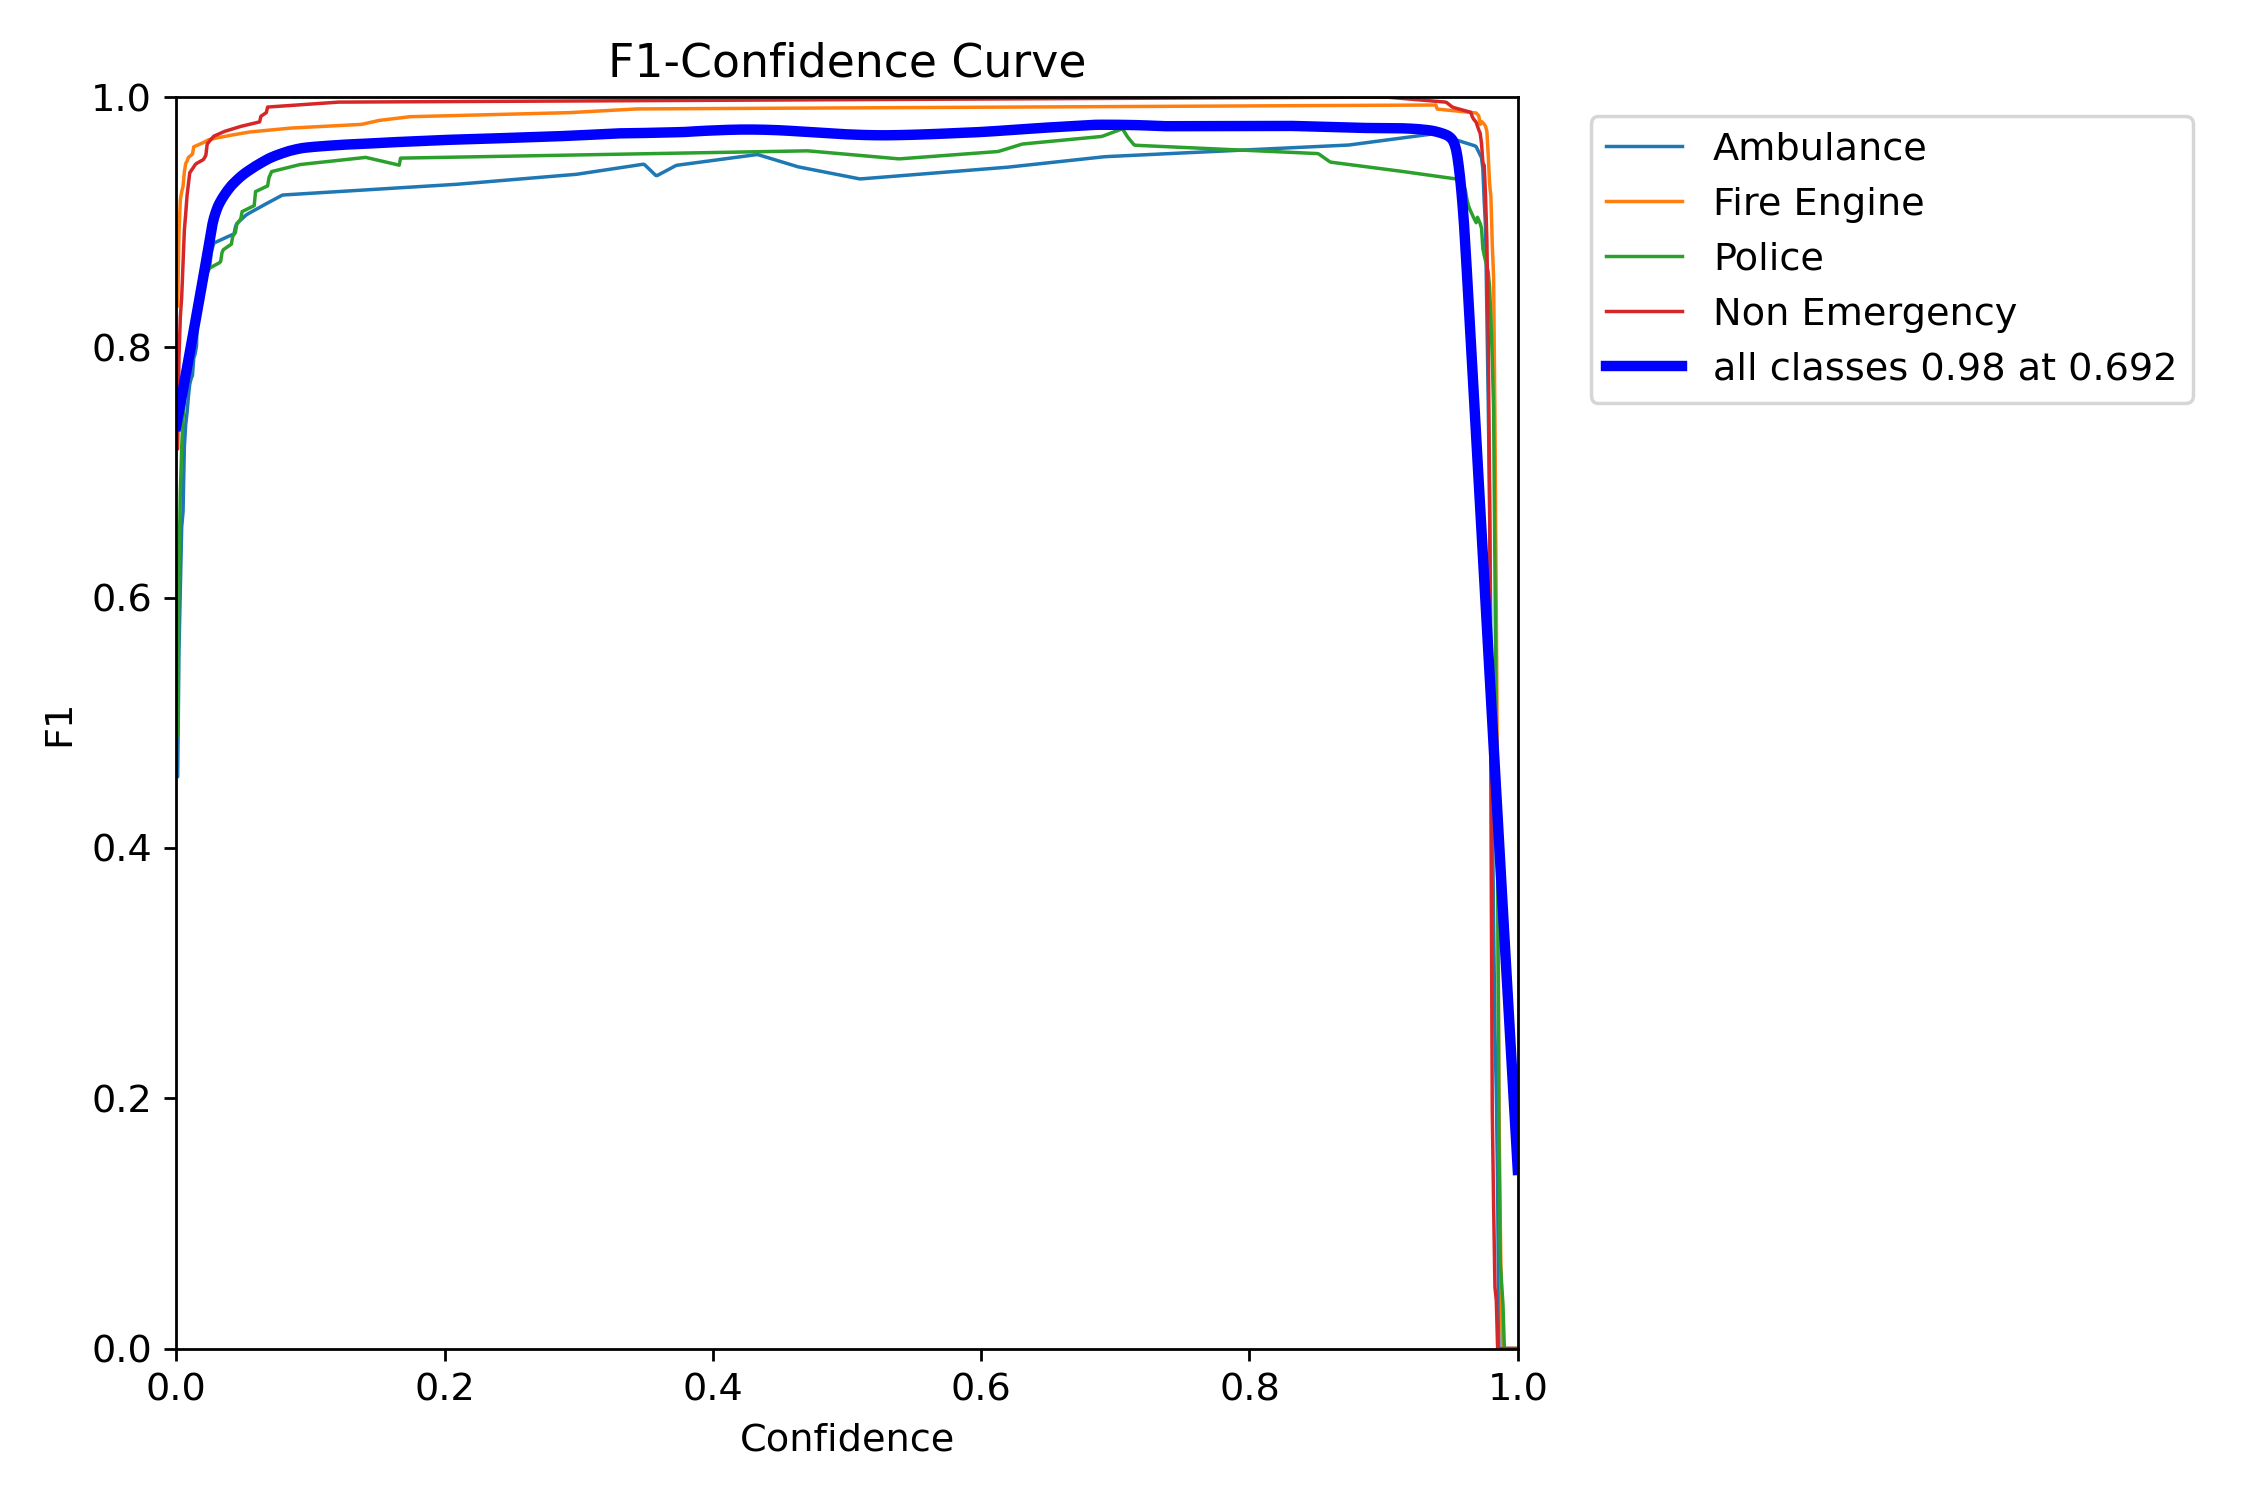 F1-Confidence Curve
1.0
0.8
0.6
0.4
0.2
0.0
F1
0.0 0.2 0.4 0.6 0.8 1.0
Confidence
Ambulance
Fire Engine
Police
Non Emergency
all classes 0.98 at 0.692